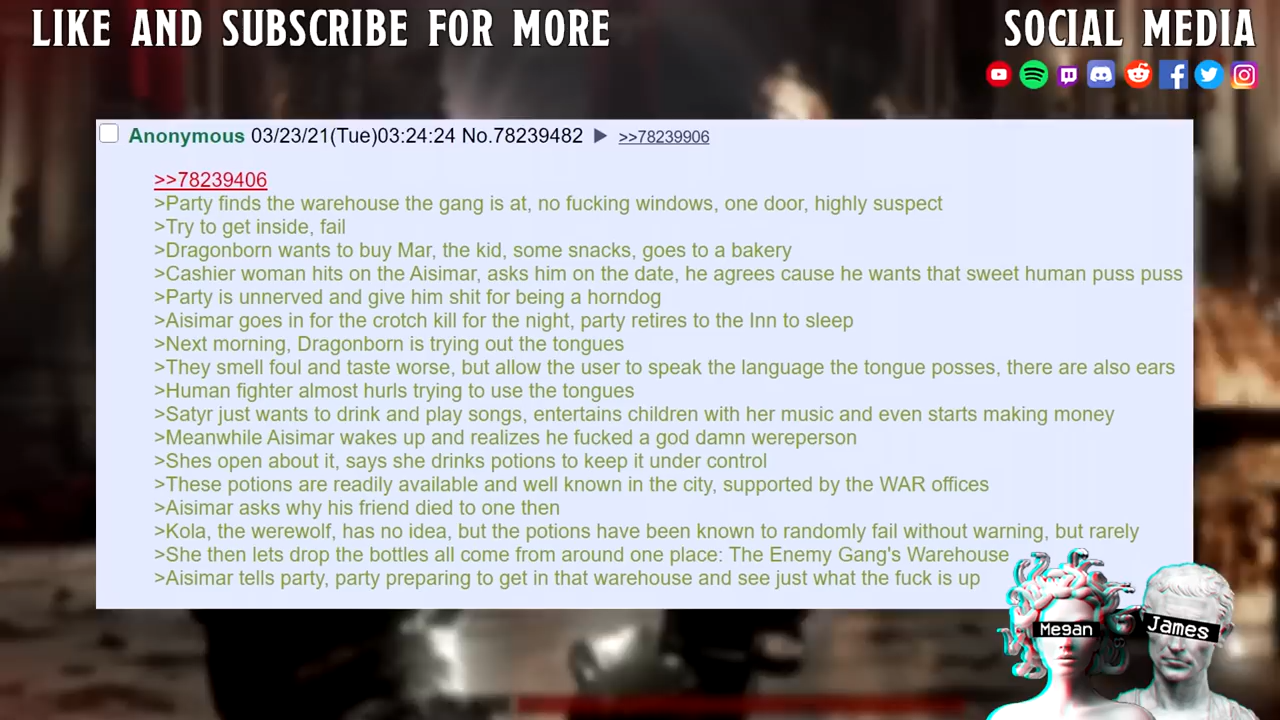 LIKE AND SUBSCRIBE FOR MORE
SOCIAL MEDIA
Anonymous 03/23/21(Tue)03:24:24 No.78239482 ▶ >>78239906
>>78239406
>Party finds the warehouse the gang is at, no fucking windows, one door, highly suspect
>Try to get inside, fail
>Dragonborn wants to buy Mar, the kid, some snacks, goes to a bakery
>Cashier woman hits on the Aisimar, asks him on the date, he agrees cause he wants that sweet human puss puss
>Party is unnerved and give him shit for being a horndog
>Aisimar goes in for the crotch kill for the night, party retires to the Inn to sleep
>Next morning, Dragonborn is trying out the tongues
>They smell foul and taste worse, but allow the user to speak the language the tongue posses, there are also ears
>Human fighter almost hurls trying to use the tongues
>Satyr just wants to drink and play songs, entertains children with her music and even starts making money
>Meanwhile Aisimar wakes up and realizes he fucked a god damn wereperson
>Shes open about it, says she drinks potions to keep it under control
>These potions are readily available and well known in the city, supported by the WAR offices
>Aisimar asks why his friend died to one then
>Kola, the werewolf, has no idea, but the potions have been known to randomly fail without warning, but rarely
>She then lets drop the bottles all come from around one place: The Enemy Gang's Warehouse
>Aisimar tells party, party preparing to get in that warehouse and see just what the fuck is up
Megan
James